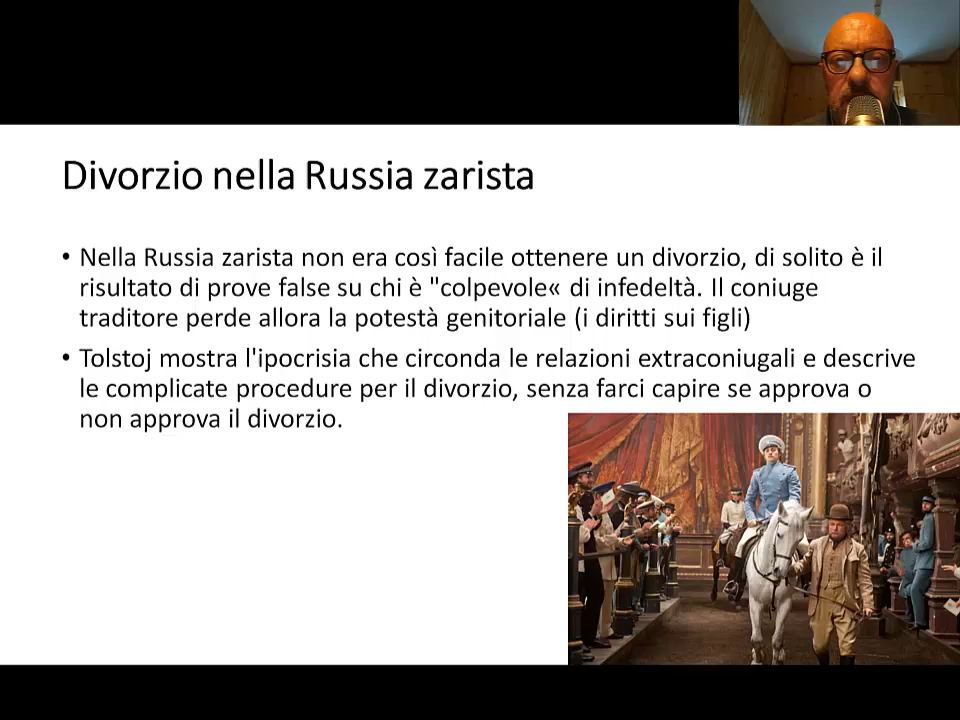 Divorzio nella Russia zarista
• Nella Russia zarista non era così facile ottenere un divorzio, di solito è il
risultato di prove false su chi è "colpevole« di infedeltà. Il coniuge
traditore perde allora la potestà genitoriale (i diritti sui figli)
• Tolstoj mostra l'ipocrisia che circonda le relazioni extraconiugali e descrive
le complicate procedure per il divorzio, senza farci capire se approva o
non approva il divorzio.